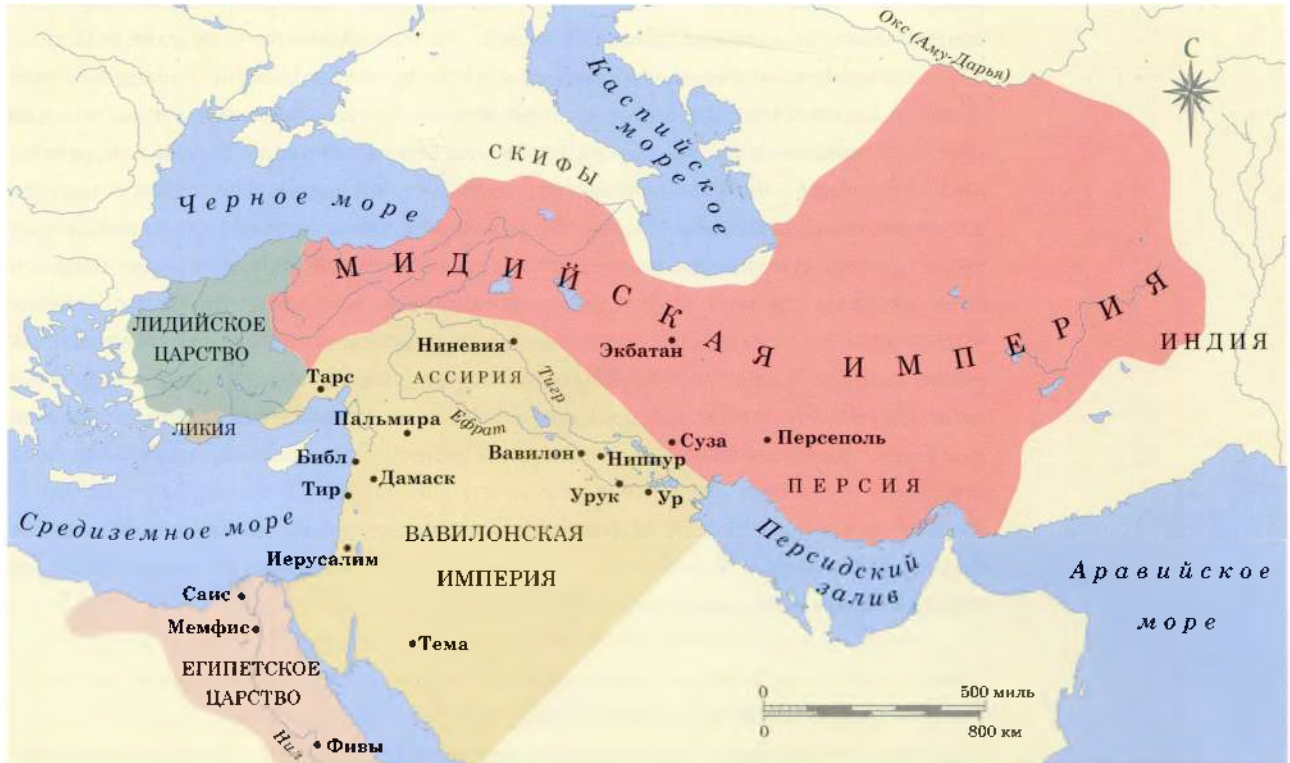 Окс (Аму-Дарья)
С
Каспийское
море
СКИФЫ
Черное море
МИДИЙСКАЯ ИМПЕРИЯ
ИНДИЯ
ЛИДИЙСКОЕ
ЦАРСТВО
Ниневия
Экбатан
АССИРИЯ
Тигр
Тарс
Пальмира
Ефрат
ЛИКИЯ
Суза
Персеполь
Вавилон
Ниппур
Библ
Дамаск
Тир
Урук
Ур
ПЕРСИЯ
Средиземное море
ВАВИЛОНСКАЯ
ИМПЕРИЯ
Персидский
залив
Иерусалим
Аравийское
море
Саис
Мемфис
Тема
ЕГИПЕТСКОЕ
ЦАРСТВО
0 500 миль
0 800 км
Нил
Фивы